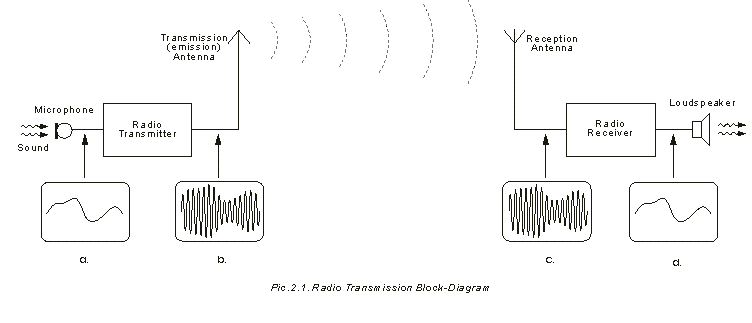 Transmission
(emission)
Antenna
Reception
Antenna
Microphone
Radio
Transmitter
Sound
Radio
Receiver
Loudspeaker
a.
b.
c.
d.
Pic.2.1. Radio Transmission Block-Diagram